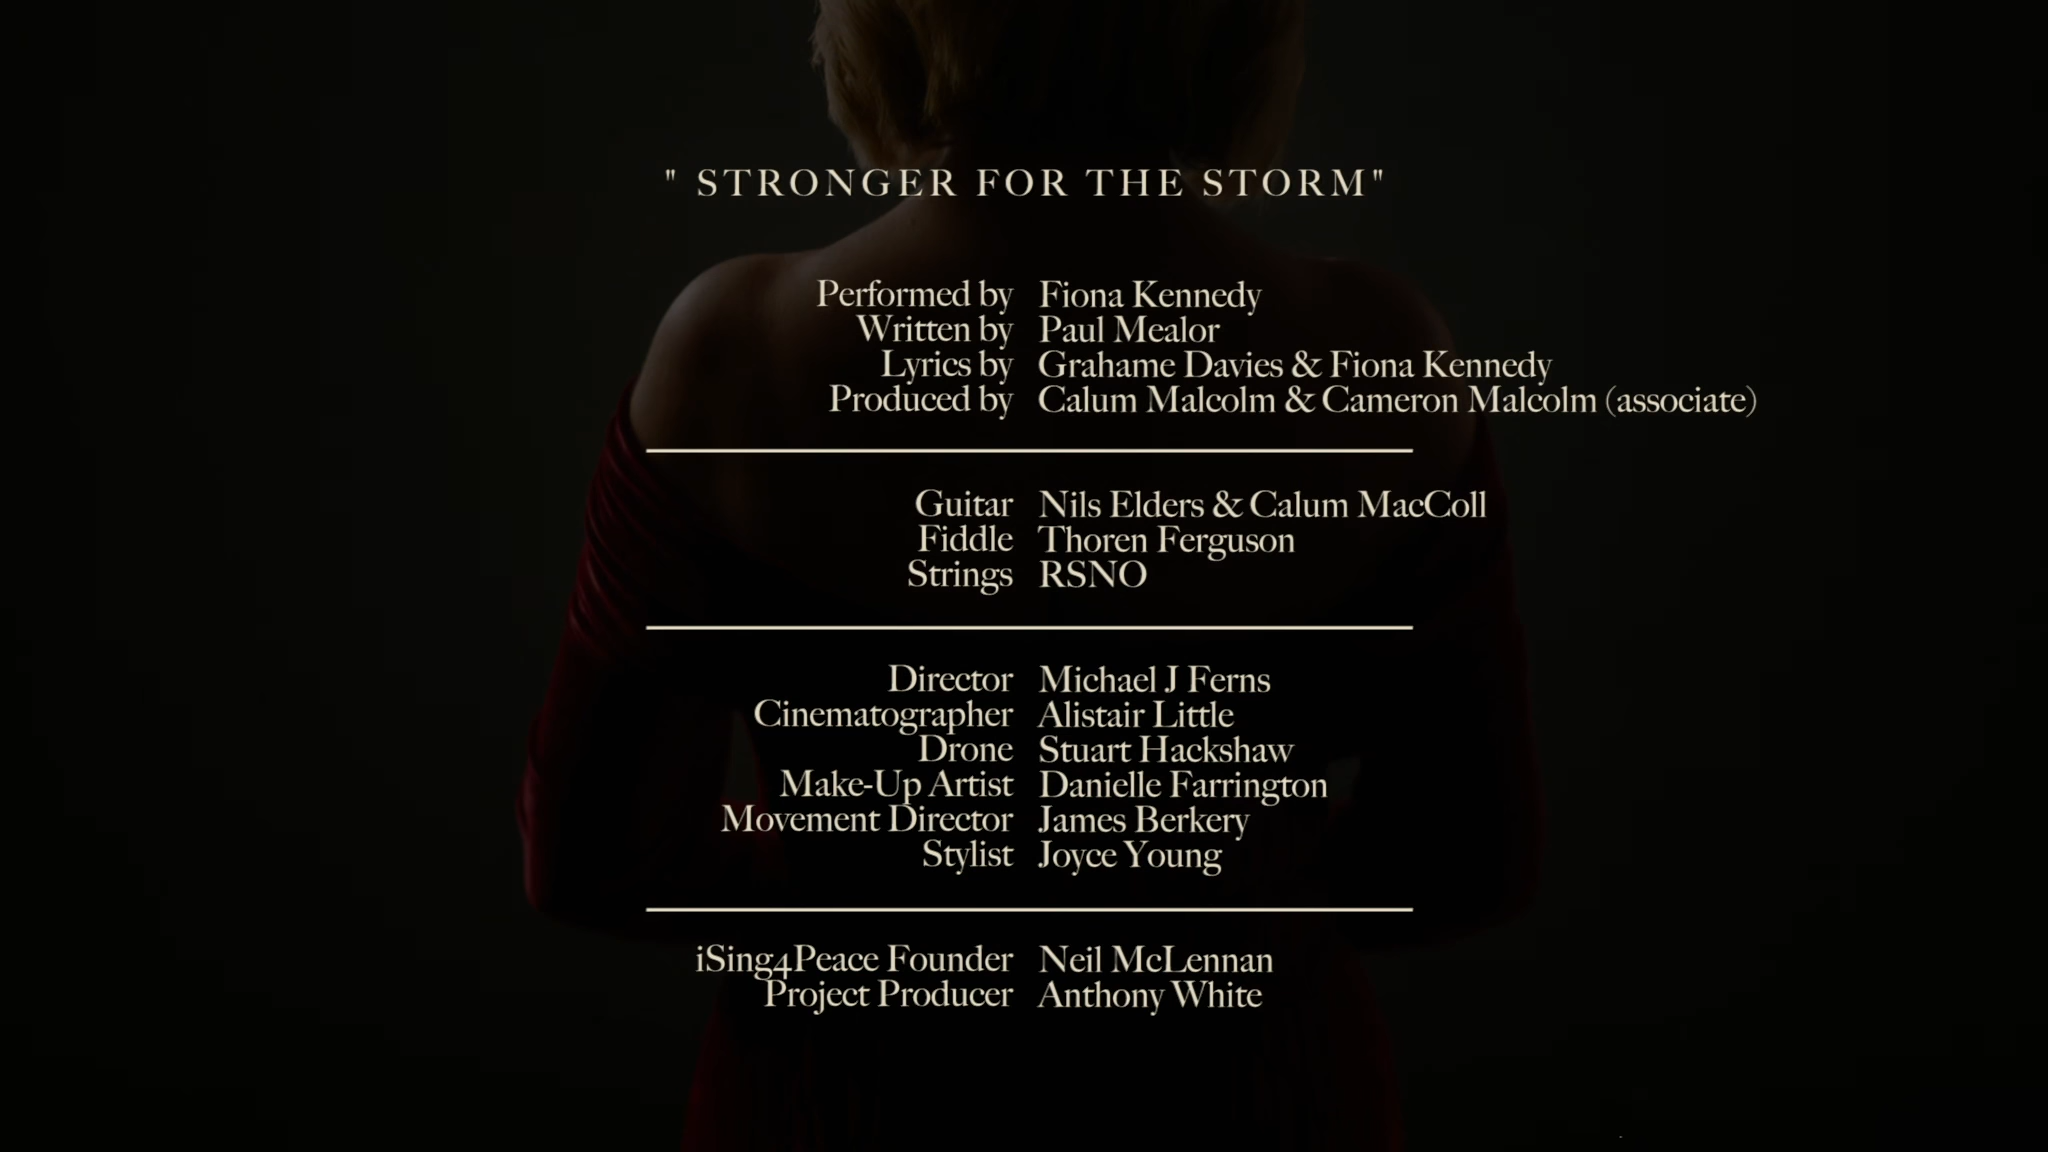 " STRONGER FOR THE STORM"
Performed by Fiona Kennedy
Written by Paul Mealor
Lyrics by Grahame Davies & Fiona Kennedy
Produced by Calum Malcolm & Cameron Malcolm (associate)
Guitar Nils Elders & Calum MacColl
Fiddle Thoren Ferguson
Strings RSNO
Director Michael J Ferns
Cinematographer Alistair Little
Drone Stuart Hackshaw
Make-Up Artist Danielle Farrington
Movement Director James Berkery
Stylist Joyce Young
iSing4Peace Founder Neil McLennan
Project Producer Anthony White